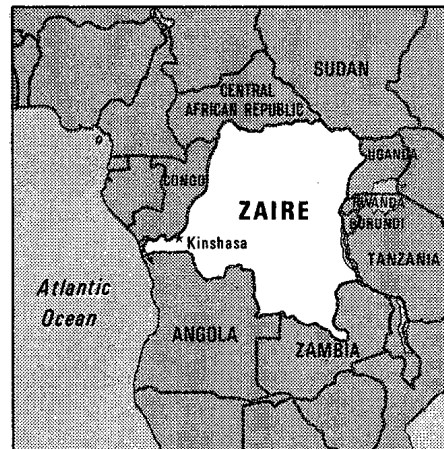 SUDAN
CENTRAL
AFRICAN REPUBLIC
UGANDA
CONGO
RWANDA
ZAIRE
BURUNDI
Kinshasa
TANZANIA
Atlantic
Ocean
ANGOLA
ZAMBIA